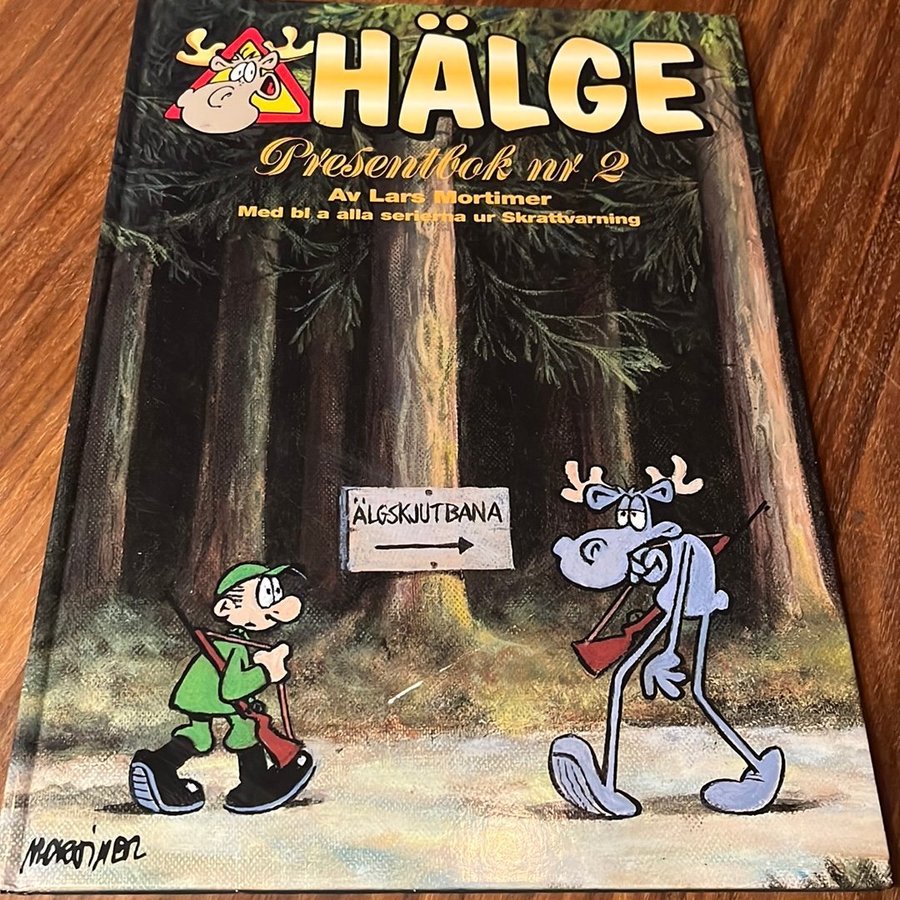 HÄLGE
Presentbok nr 2
Av Lars Mortimer
Med bl a alla serierna ur Skrattvarning
ÄLGSKJUTBANA
MORTIMER